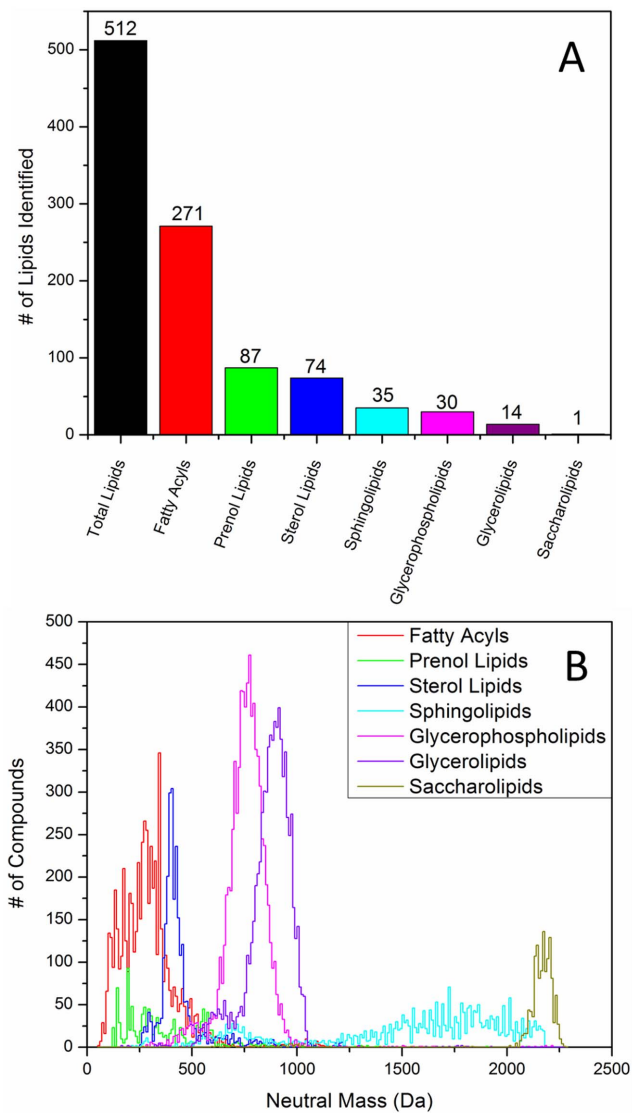 A
# of Lipids Identified
500
400
300
200
100
0
512
271
87
74
35
30
14
1
Total Lipids
Fatty Acyls
Prenol Lipids
Sterol Lipids
Sphingolipids
Glycerophospholipids
Glycerolipids
Saccharolipids
B
# of Compounds
500
450
400
350
300
250
200
150
100
50
0
Fatty Acyls
Prenol Lipids
Sterol Lipids
Sphingolipids
Glycerophospholipids
Glycerolipids
Saccharolipids
0 500 1000 1500 2000 2500
Neutral Mass (Da)